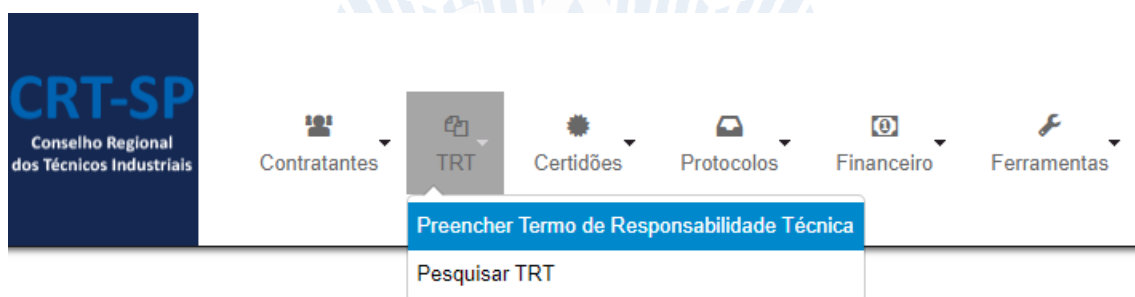 CRT-SP
Conselho Regional
dos Técnicos Industriais
Contratantes
TRT
Certidões
Protocolos
Financeiro
Ferramentas
Preencher Termo de Responsabilidade Técnica
Pesquisar TRT